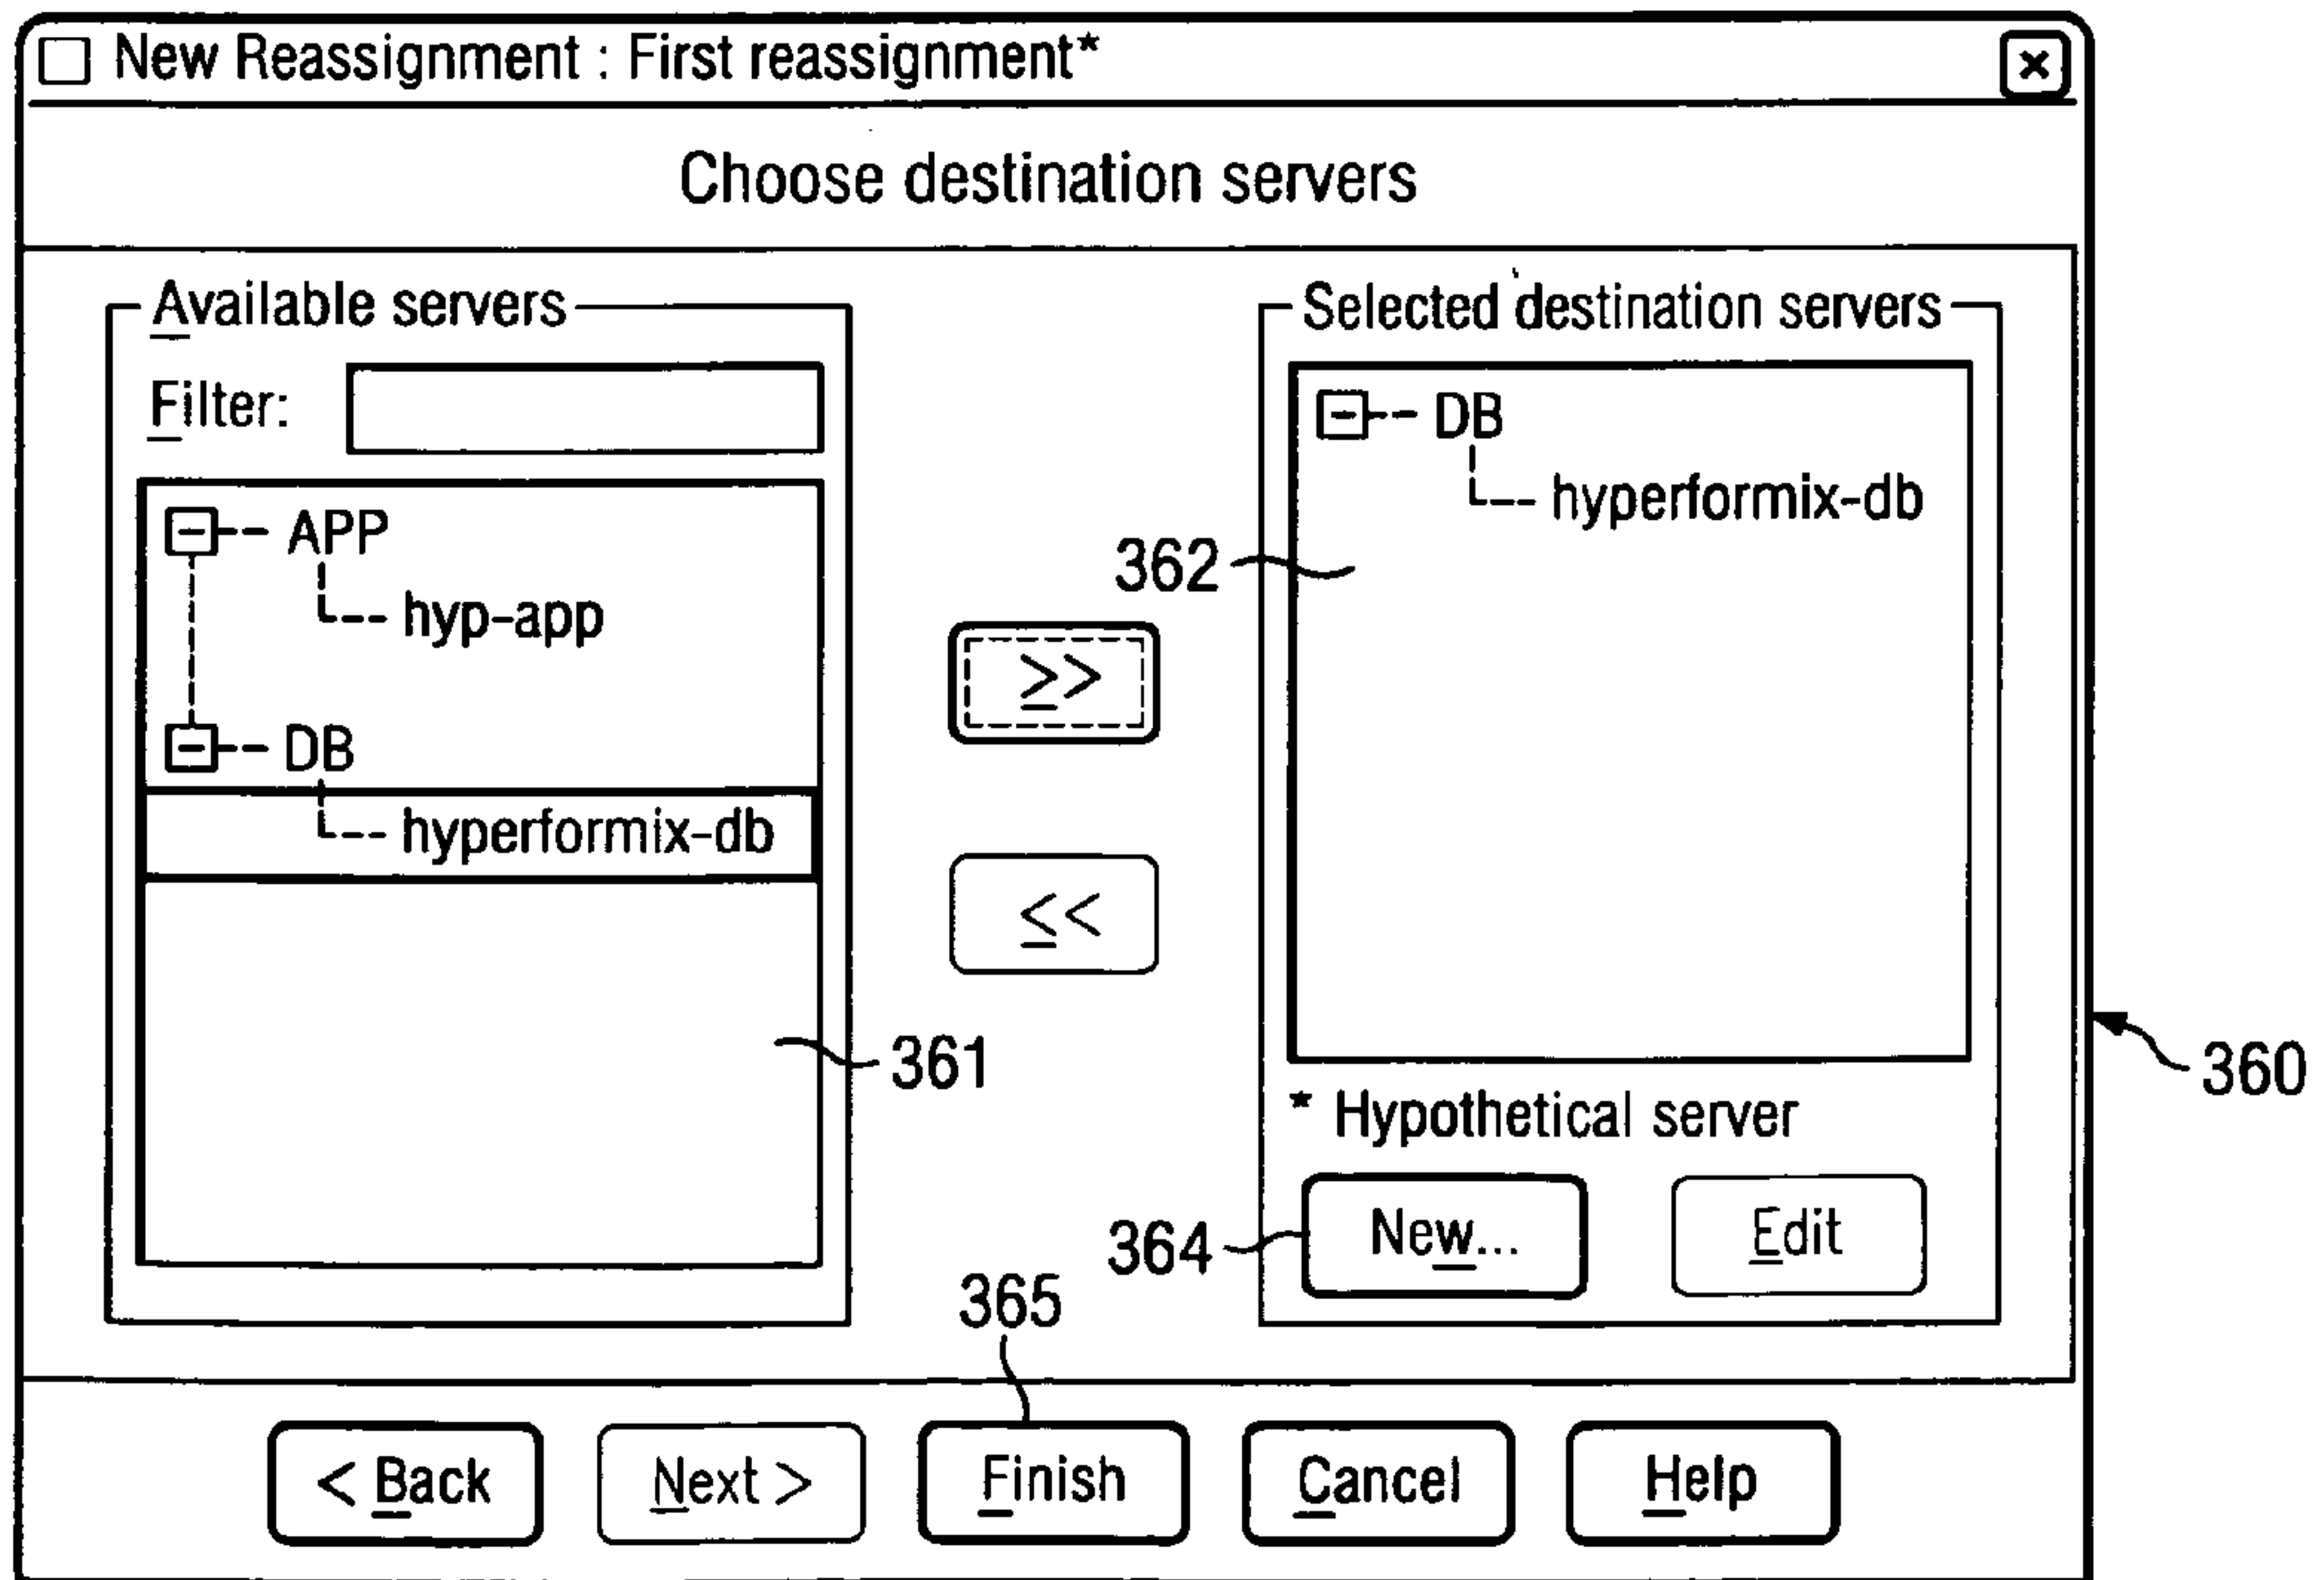 New Reassignment : First reassignment*
x
Choose destination servers
Available servers
Filter:
APP
hyp-app
DB
hyperformix-db
361
>>
<<
Selected destination servers
DB
hyperformix-db
362
* Hypothetical server
New...
Edit
364
360
365
< Back
Next >
Finish
Cancel
Help